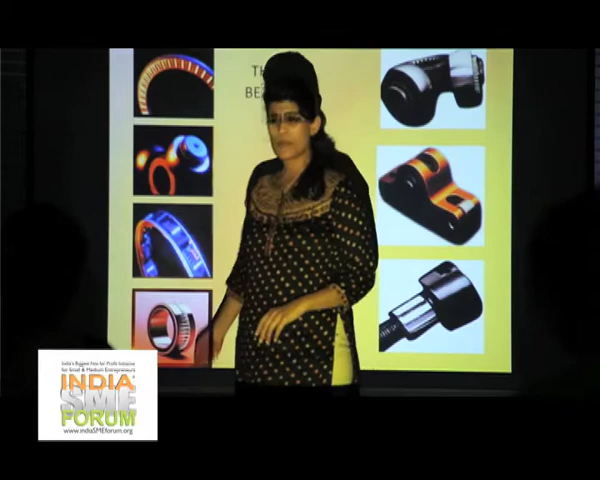 TH
BE
India's Biggest Not for Profit Initiative
for Small & Medium Entrepreneurs
INDIA
SME
FORUM
www.indiaSMEforum.org